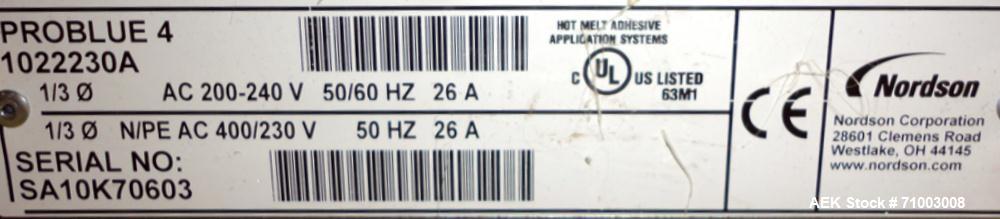 PROBLUE 4
1022230A
1/3 Ø AC 200-240 V 50/60 HZ 26 A
1/3 Ø N/PE AC 400/230 V 50 HZ 26 A
SERIAL NO:
SA10K70603
HOT MELT ADHESIVE
APPLICATION SYSTEMS
C UL US LISTED
63M1
CE
Nordson
Nordson Corporation
28601 Clemens Road
Westlake, OH 44145
www.nordson.com
AEK Stock # 71003008